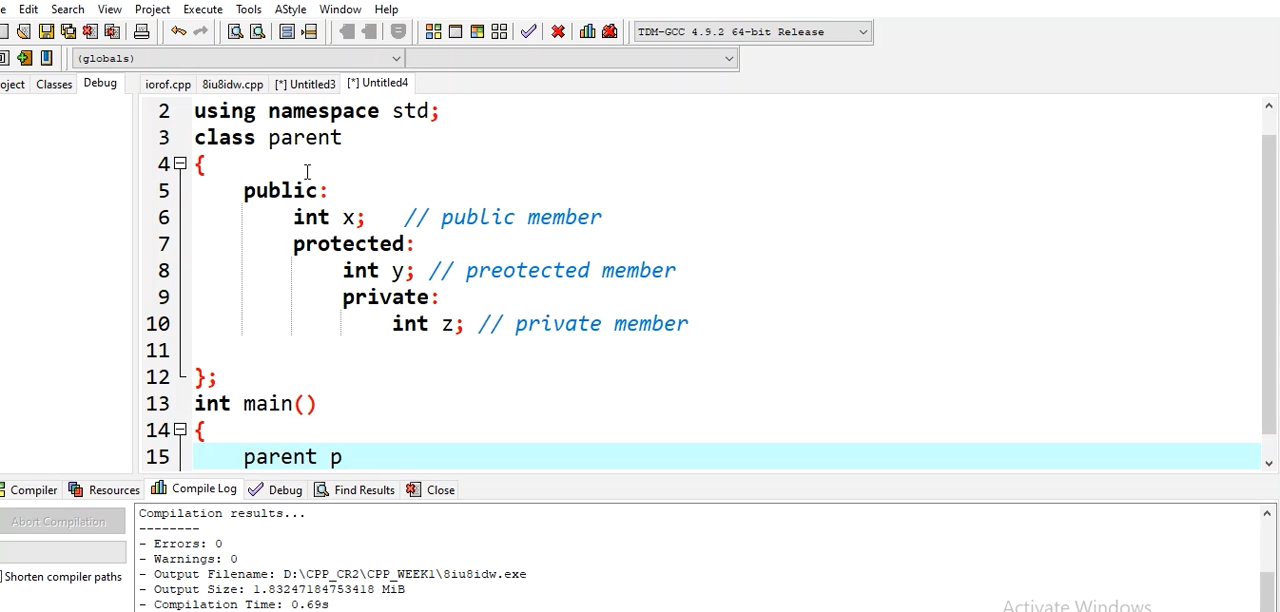 Edit Search View Project Execute Tools AStyle Window Help
TDM-GCC 4.9.2 64-bit Release
(globals)
oject Classes Debug iorof.cpp 8iu8idw.cpp [*] Untitled3 [*] Untitled4
2 using namespace std;
3 class parent
4 {
5 public:
6 int x; // public member
7 protected:
8 int y; // preotected member
9 private:
10 int z; // private member
11
12 };
13 int main()
14 {
15 parent p
Compiler Resources Compile Log Debug Find Results Close
Abort Compilation
Shorten compiler paths
Compilation results...
--------
- Errors: 0
- Warnings: 0
- Output Filename: D:\CPP_CR2\CPP_WEEK1\8iu8idw.exe
- Output Size: 1.83247184753418 MiB
- Compilation Time: 0.69s
Activate Windows